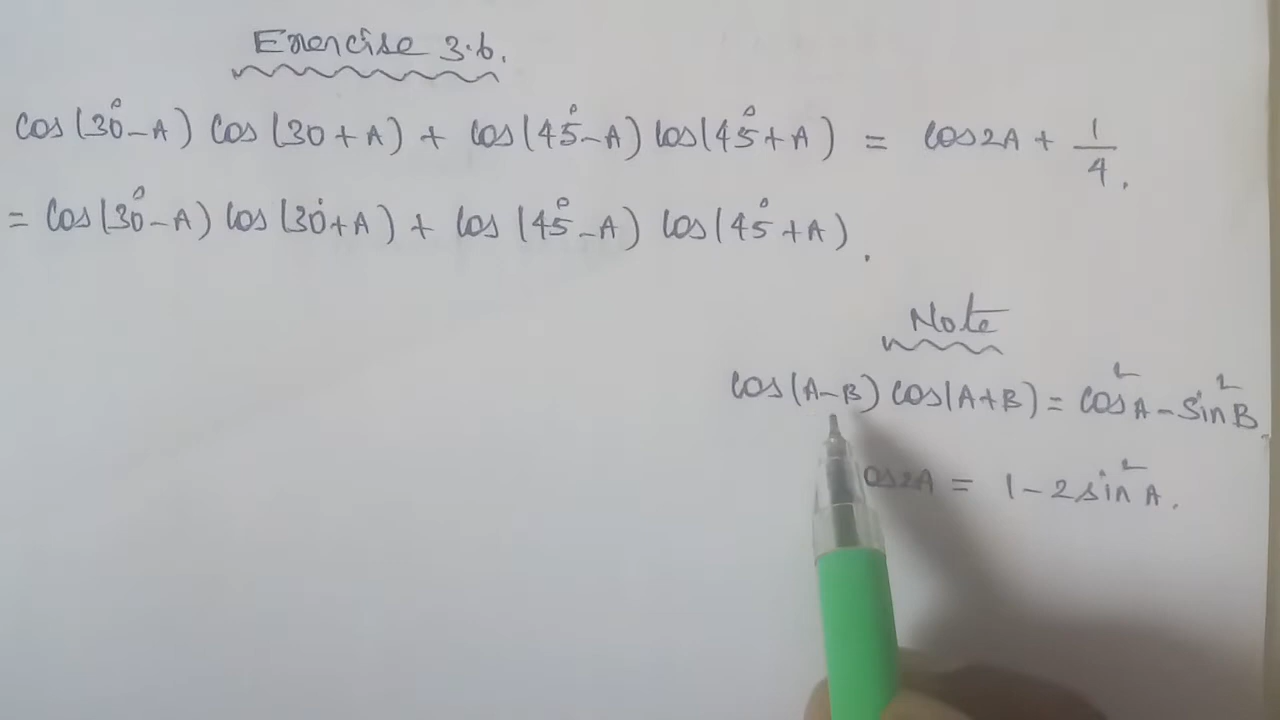 Exercise 3.6.
cos(30°-A) cos(30+A) + cos(45°-A) cos(45°+A) = cos2A + 1/4.
= cos(30°-A) cos(30°+A) + cos(45°-A) cos(45°+A).
Note
cos(A-B) cos(A+B) = cos²A - sin²B.
os2A = 1-2sin²A.